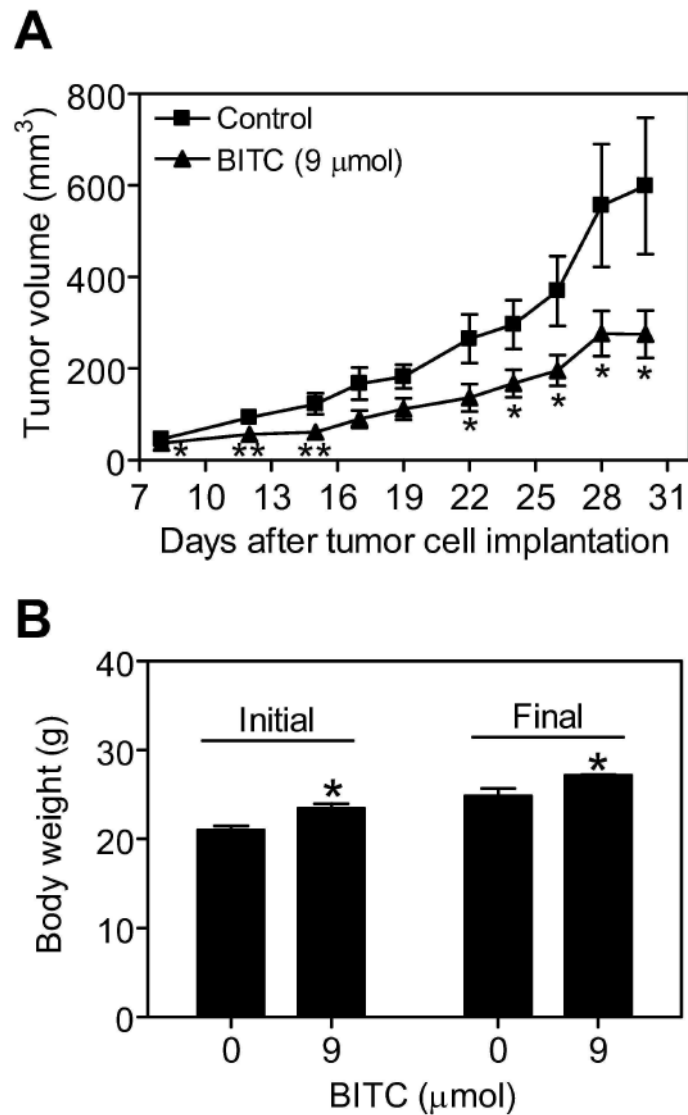 A
Tumor volume (mm³)
800
600
400
200
0
Control
BITC (9 μmol)
* ** ** * * * * *
7 10 13 16 19 22 25 28 31
Days after tumor cell implantation
B
Body weight (g)
40
30
20
10
0
Initial
Final
* *
0 9 0 9
BITC (μmol)